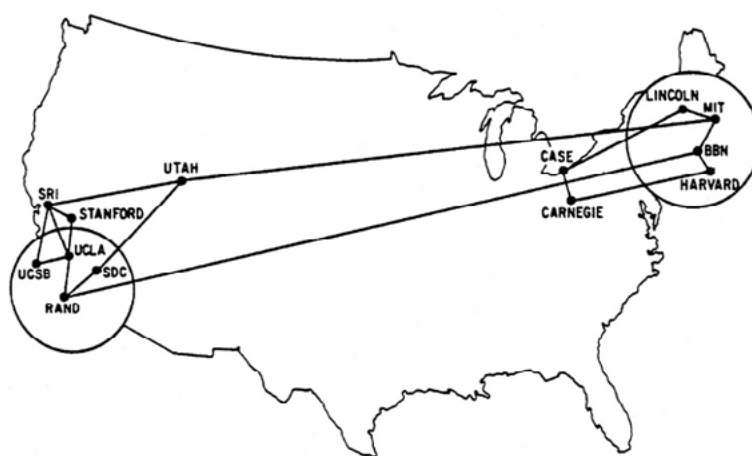 LINCOLN
MIT
CASE
BBN
UTAH
HARVARD
SRI
STANFORD
CARNEGIE
UCLA
UCSB
SDC
RAND